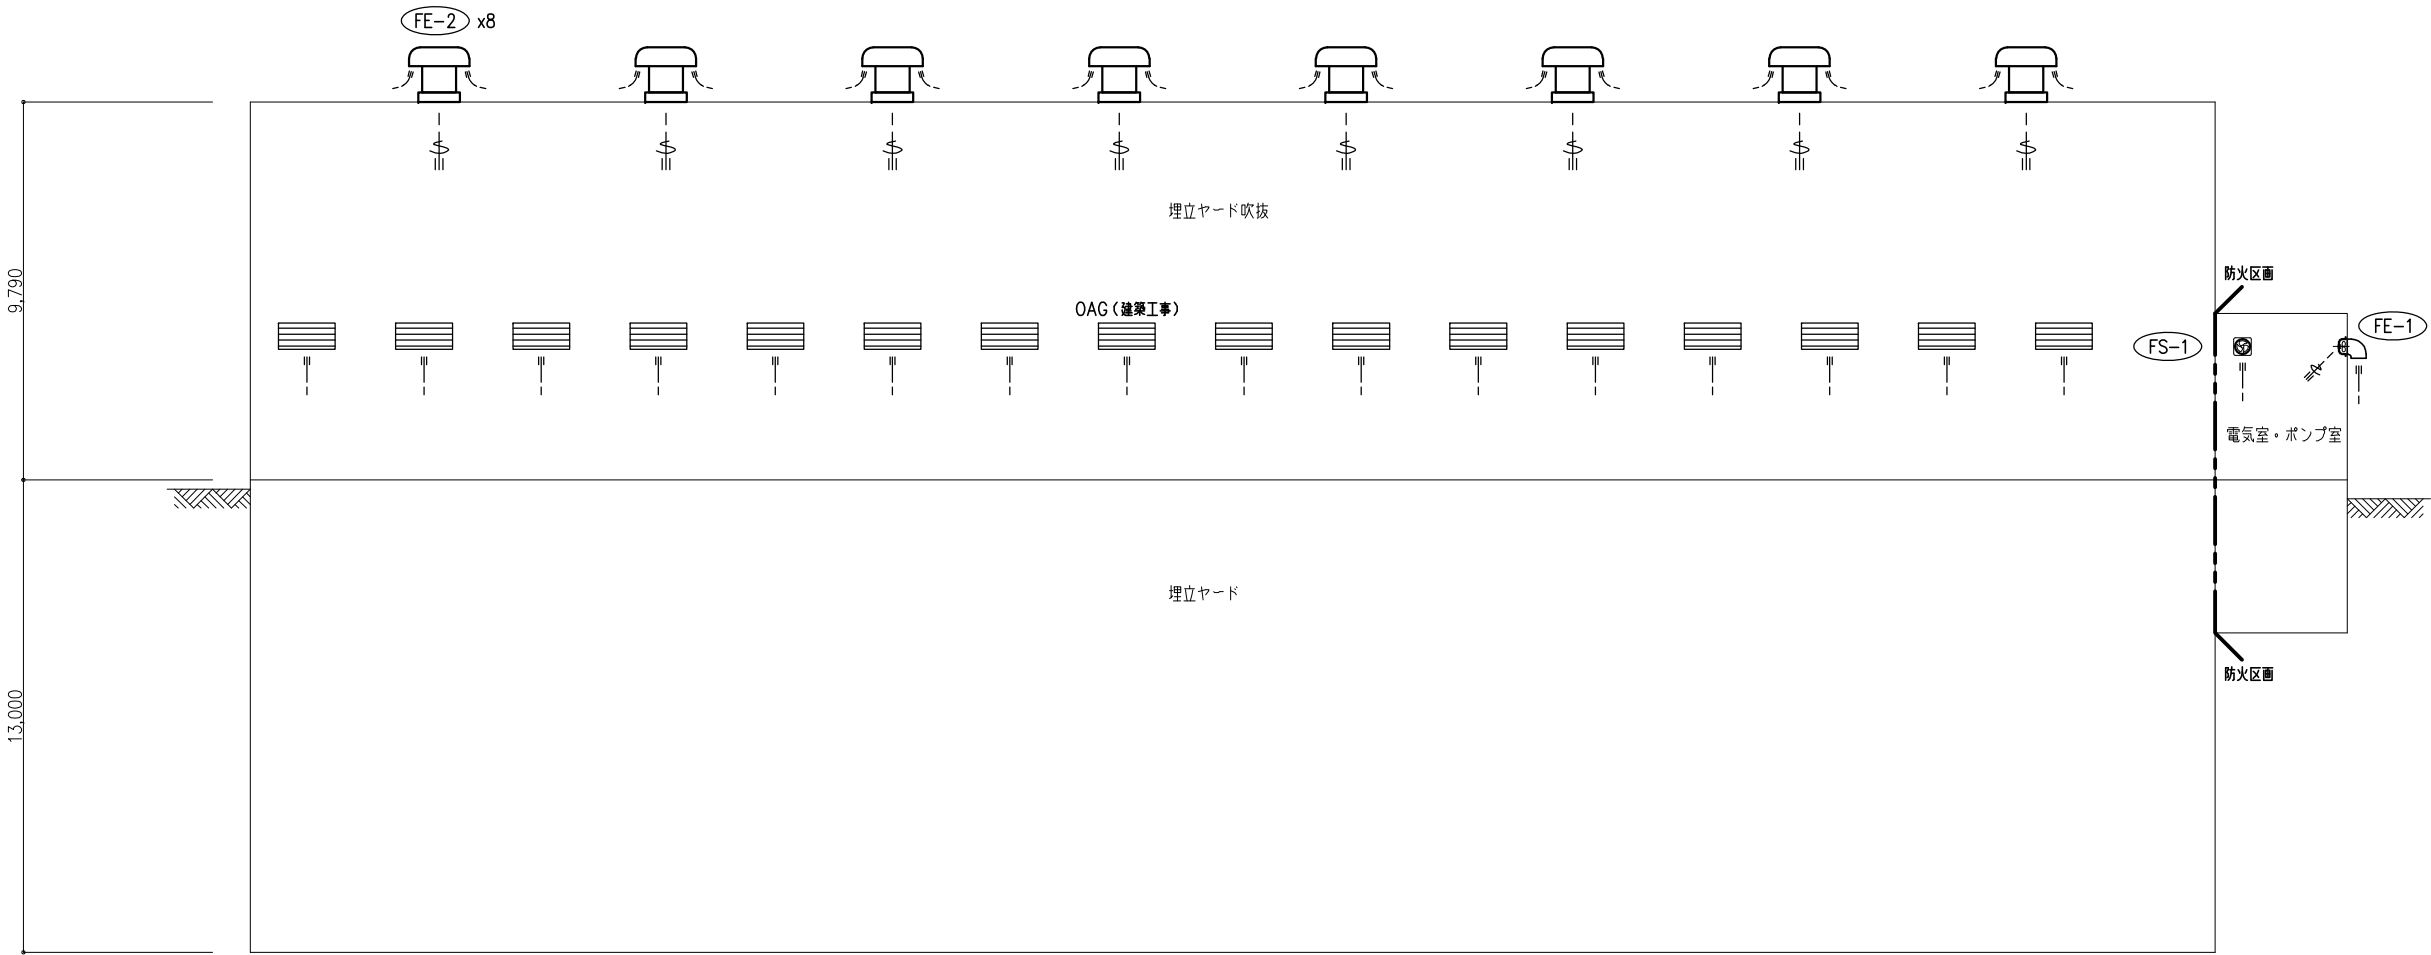 FE-2 x8
埋立ヤード吹抜
9,790
防火区画
OAG(建築工事)
FE-1
FS-1
電気室・ポンプ室
埋立ヤード
防火区画
13,000